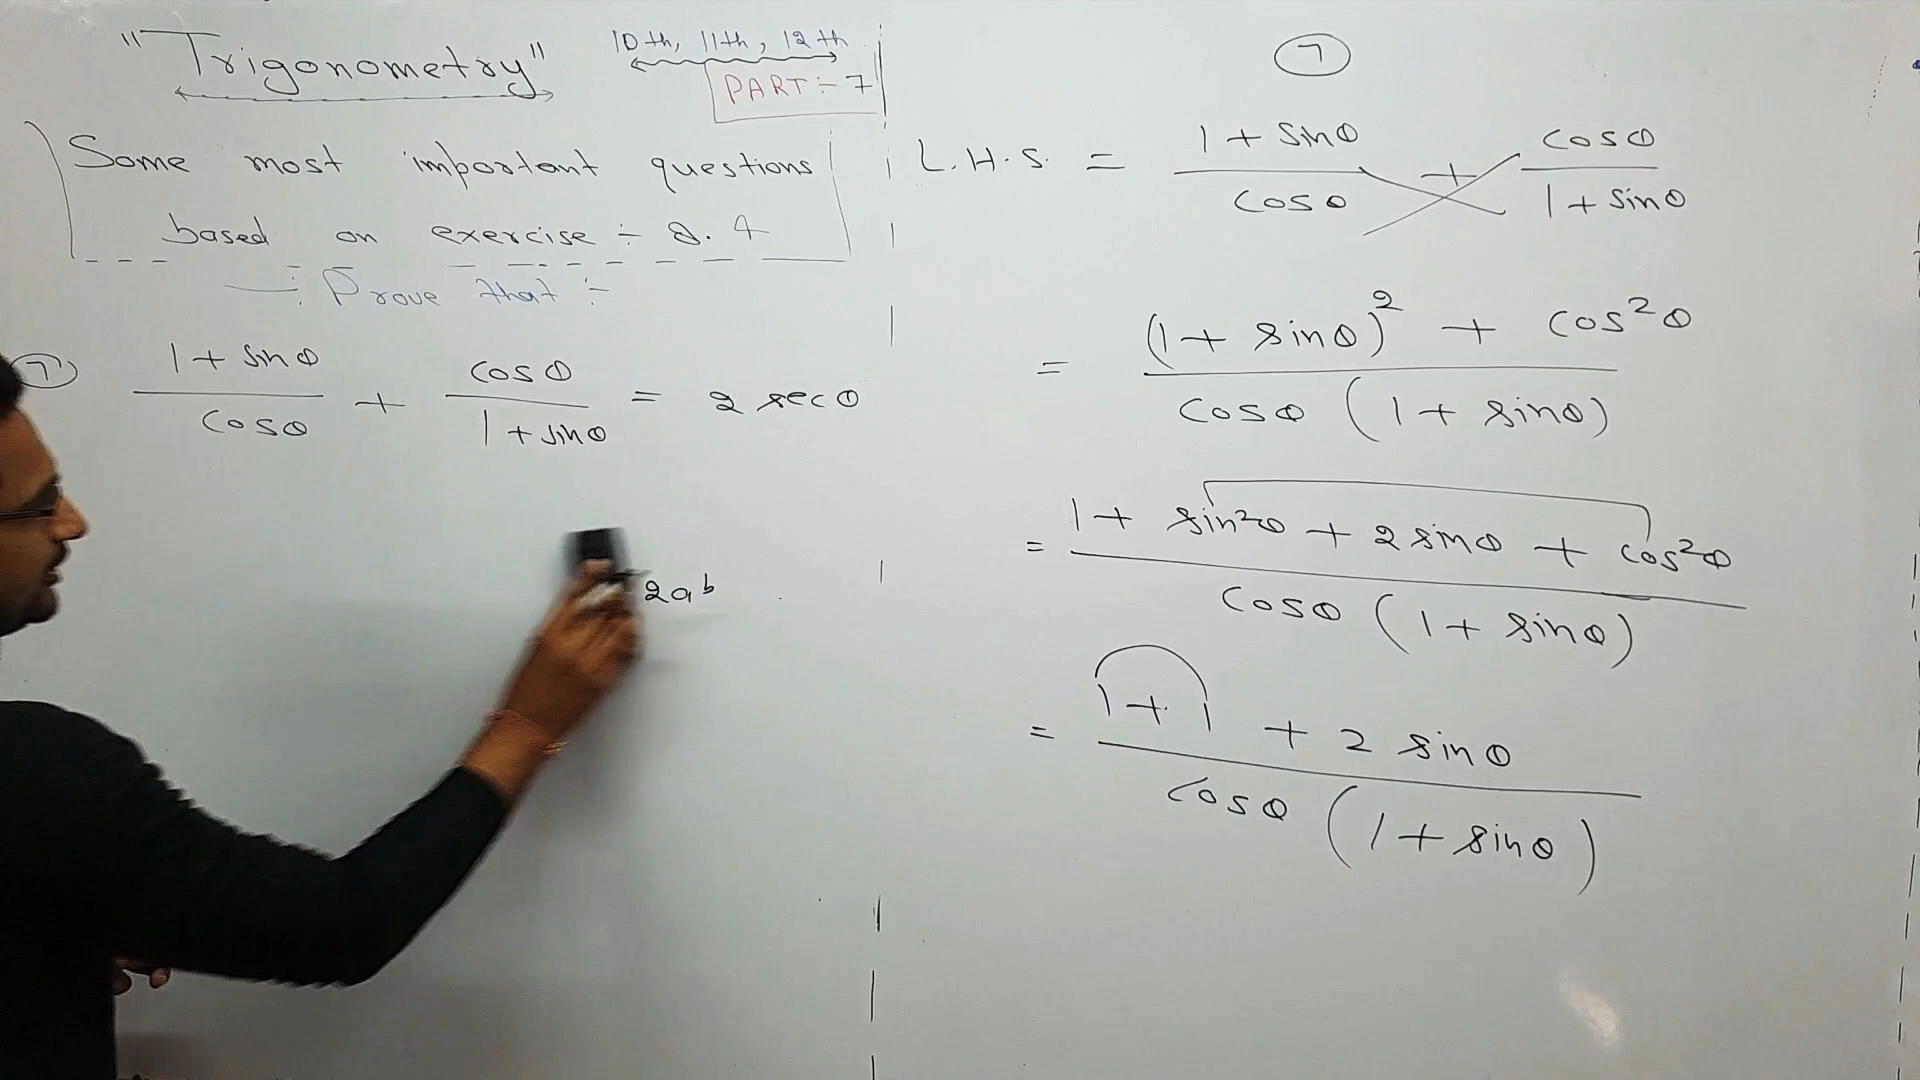 "Trigonometry"
10th, 11th, 12th
PART:- 7
Some most important questions
based on exercise ÷ 8.4
:- Prove that :-
7 (1 + sinθ)/cosθ + cosθ/(1 + sinθ) = 2 secθ
2ab
7
L.H.S. = (1 + sinθ)/cosθ + cosθ/(1 + sinθ)
= ((1 + sinθ)² + cos²θ)/(cosθ (1 + sinθ))
= (1 + sin²θ + 2 sinθ + cos²θ)/(cosθ (1 + sinθ))
= (1 + 1 + 2 sinθ)/(cosθ (1 + sinθ))